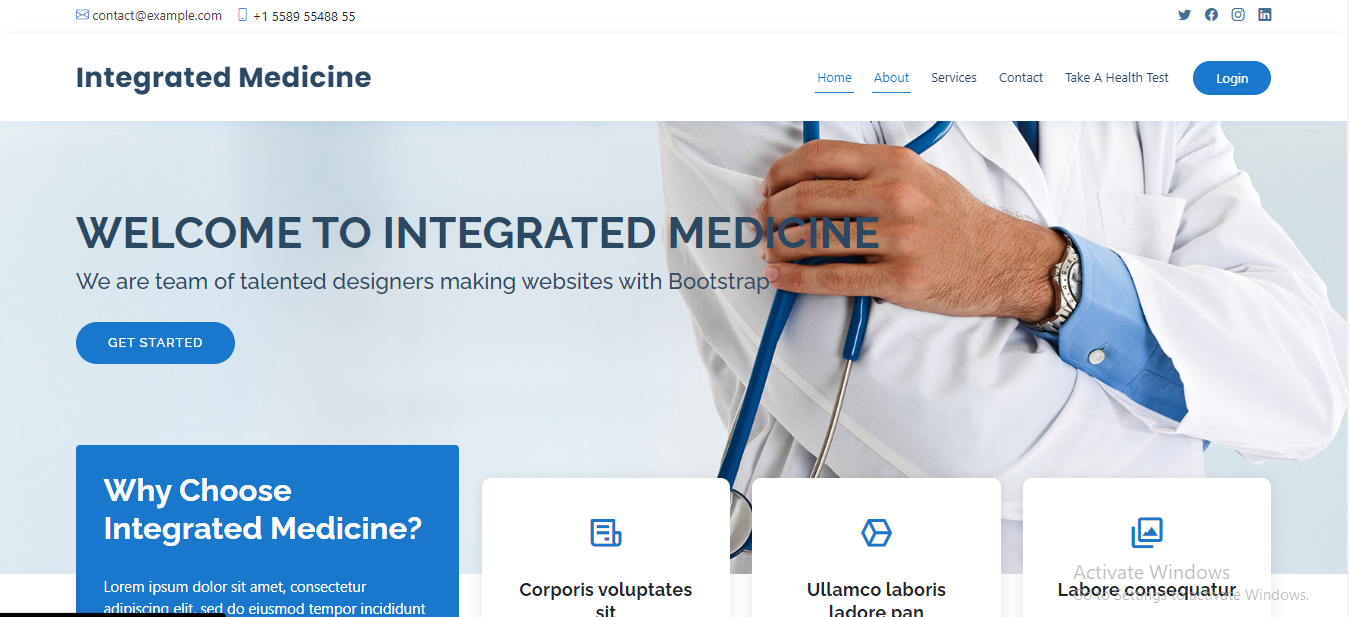 contact@example.com +1 5589 55488 55
Integrated Medicine
Home About Services Contact Take A Health Test Login
WELCOME TO INTEGRATED MEDICINE
We are team of talented designers making websites with Bootstrap
GET STARTED
Why Choose
Integrated Medicine?
Lorem ipsum dolor sit amet, consectetur
adipiscing elit, sed do eiusmod tempor incididunt
Corporis voluptates
sit
Ullamco laboris
ladore pan
Labore consequatur
Activate Windows
Go to Settings to activate Windows.